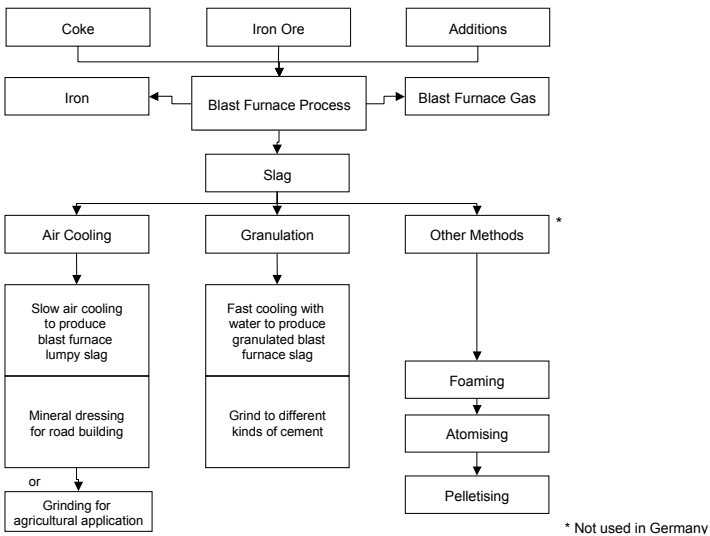 Coke
Iron Ore
Additions
Iron
Blast Furnace Process
Blast Furnace Gas
Slag
Air Cooling
Granulation
Other Methods
*
Slow air cooling
to produce
blast furnace
lumpy slag
Fast cooling with
water to produce
granulated blast
furnace slag
Foaming
Mineral dressing
for road building
Grind to different
kinds of cement
Atomising
or
Pelletising
Grinding for
agricultural application
* Not used in Germany